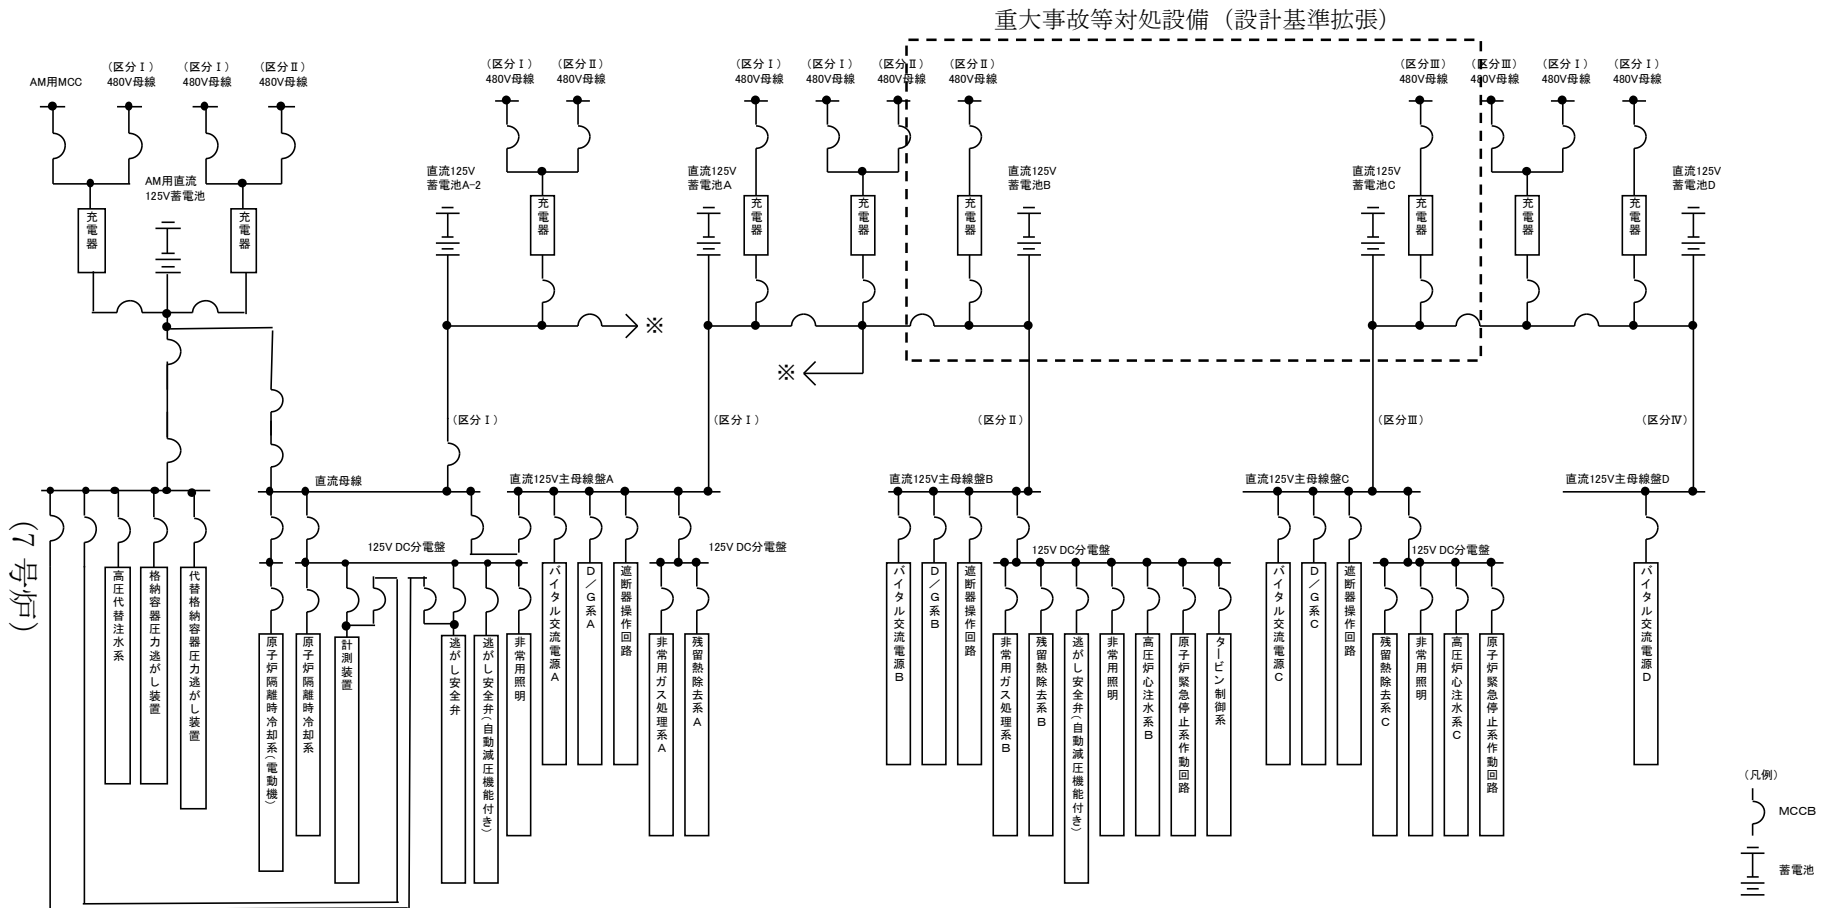 重大事故等対処設備（設計基準拡張）
AM用MCC
（区分Ⅰ）
480V母線
（区分Ⅰ）
480V母線
（区分Ⅱ）
480V母線
（区分Ⅰ）
480V母線
（区分Ⅱ）
480V母線
（区分Ⅰ）
480V母線
（区分Ⅰ）
480V母線
（区分Ⅱ）
480V母線
（区分Ⅱ）
480V母線
（区分Ⅲ）
480V母線
（区分Ⅲ）
480V母線
（区分Ⅰ）
480V母線
（区分Ⅰ）
480V母線
AM用直流
125V蓄電池
直流125V
蓄電池A-2
直流125V
蓄電池A
直流125V
蓄電池B
直流125V
蓄電池C
直流125V
蓄電池D
充電器
充電器
充電器
充電器
充電器
充電器
充電器
充電器
充電器
※
※
（区分Ⅰ）
（区分Ⅰ）
（区分Ⅱ）
（区分Ⅲ）
（区分Ⅳ）
直流母線
直流125V主母線盤A
直流125V主母線盤B
直流125V主母線盤C
直流125V主母線盤D
125V DC分電盤
125V DC分電盤
125V DC分電盤
125V DC分電盤
（7号炉）
高圧代替注水系
格納容器圧力逃がし装置
代替格納容器圧力逃がし装置
原子炉隔離時冷却系（電動機）
原子炉隔離時冷却系
計測装置
逃がし安全弁
逃がし安全弁（自動減圧機能付き）
非常用照明
バイタル交流電源A
D／G系A
遮断器操作回路
非常用ガス処理系A
残留熱除去系A
バイタル交流電源B
D／G系B
遮断器操作回路
非常用ガス処理系B
残留熱除去系B
逃がし安全弁（自動減圧機能付き）
非常用照明
高圧炉心注水系B
原子炉緊急停止系作動回路
タービン制御系
バイタル交流電源C
D／G系C
遮断器操作回路
残留熱除去系C
非常用照明
高圧炉心注水系C
原子炉緊急停止系作動回路
バイタル交流電源D
（凡例）
MCCB
蓄電池